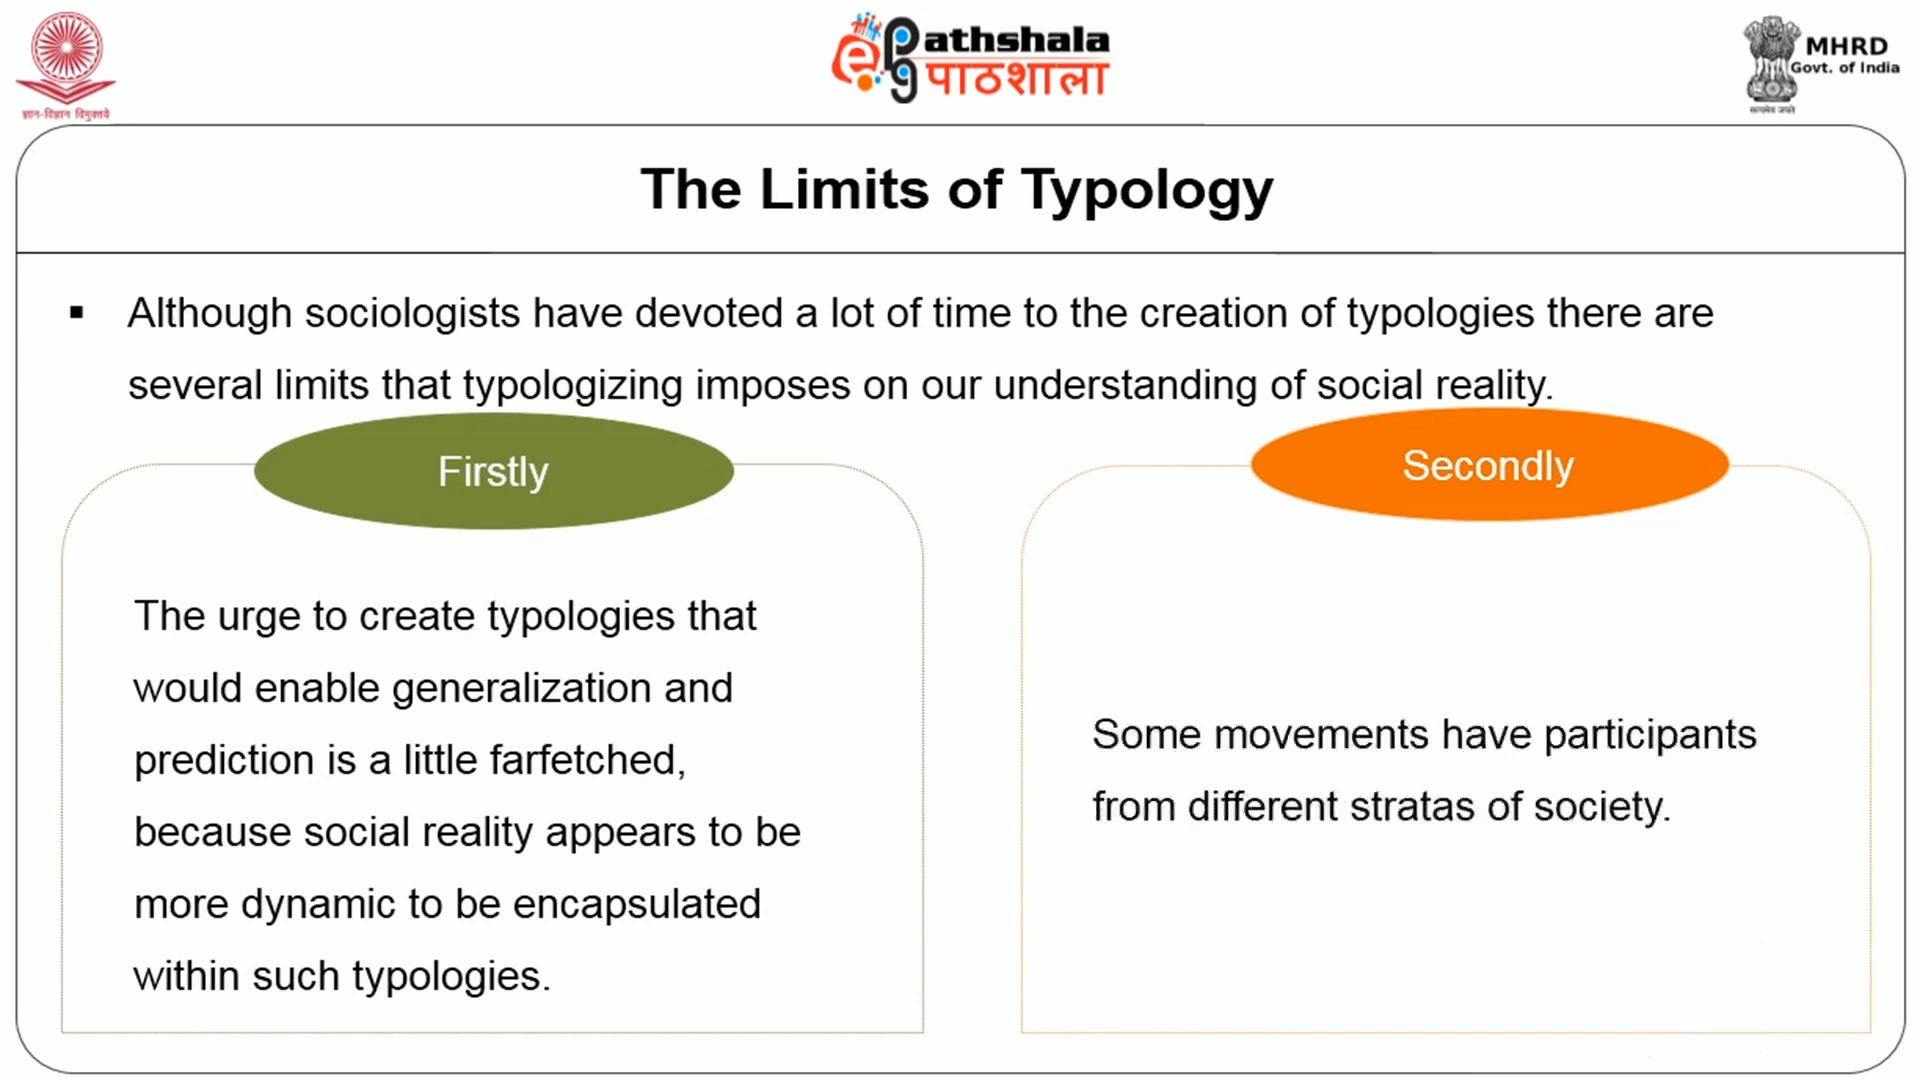 ज्ञान-विज्ञान विमुक्तये
e Pathshala
pg पाठशाला
MHRD
Govt. of India
सत्यमेव जयते
The Limits of Typology
▪ Although sociologists have devoted a lot of time to the creation of typologies there are
several limits that typologizing imposes on our understanding of social reality.
Firstly
The urge to create typologies that
would enable generalization and
prediction is a little farfetched,
because social reality appears to be
more dynamic to be encapsulated
within such typologies.
Secondly
Some movements have participants
from different stratas of society.